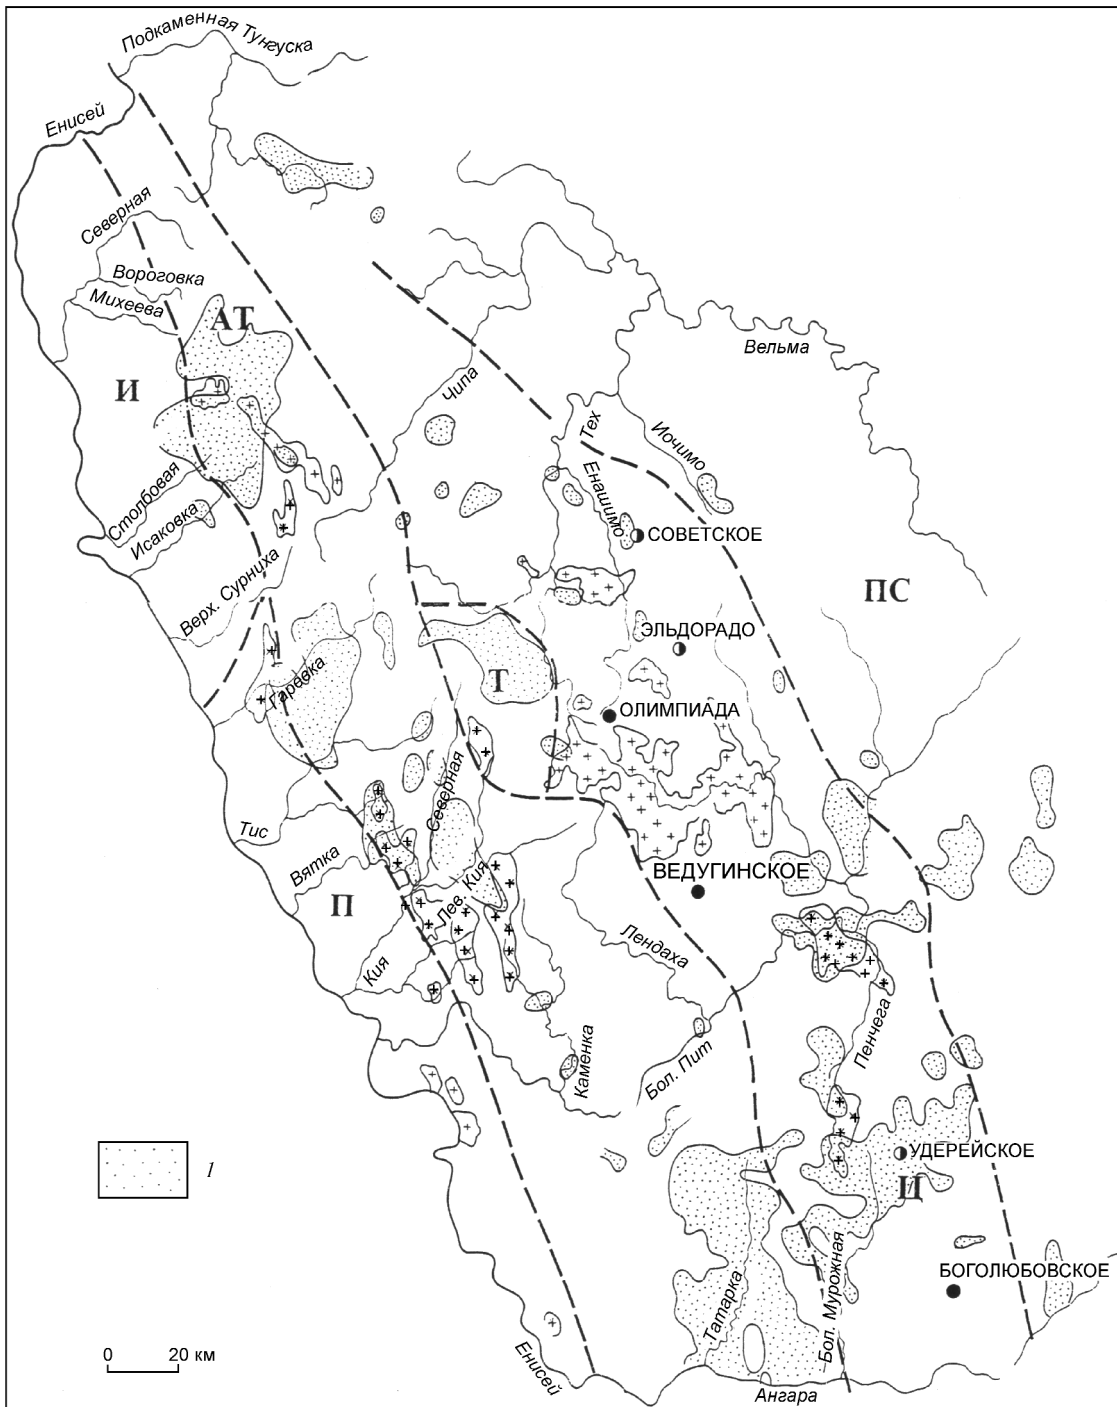 Подкаменная Тунгуска
Енисей
Северная
Вороговка
Михеева
АТ
И
Вельма
Чипа
Тех
Иочимо
Столбовая
Исаковка
Енашимо
СОВЕТСКОЕ
Верх. Сурниха
ПС
ЭЛЬДОРАДО
Гаревка
Т
ОЛИМПИАДА
Северная
Тис
Вятка
П
Лев. Кия
ВЕДУГИНСКОЕ
Кия
Лендаха
Пенчега
Каменка
Бол. Пит
1
УДЕРЕЙСКОЕ
Ц
БОГОЛЮБОВСКОЕ
Татарка
Бол. Мурожная
0 20 км
Енисей
Ангара